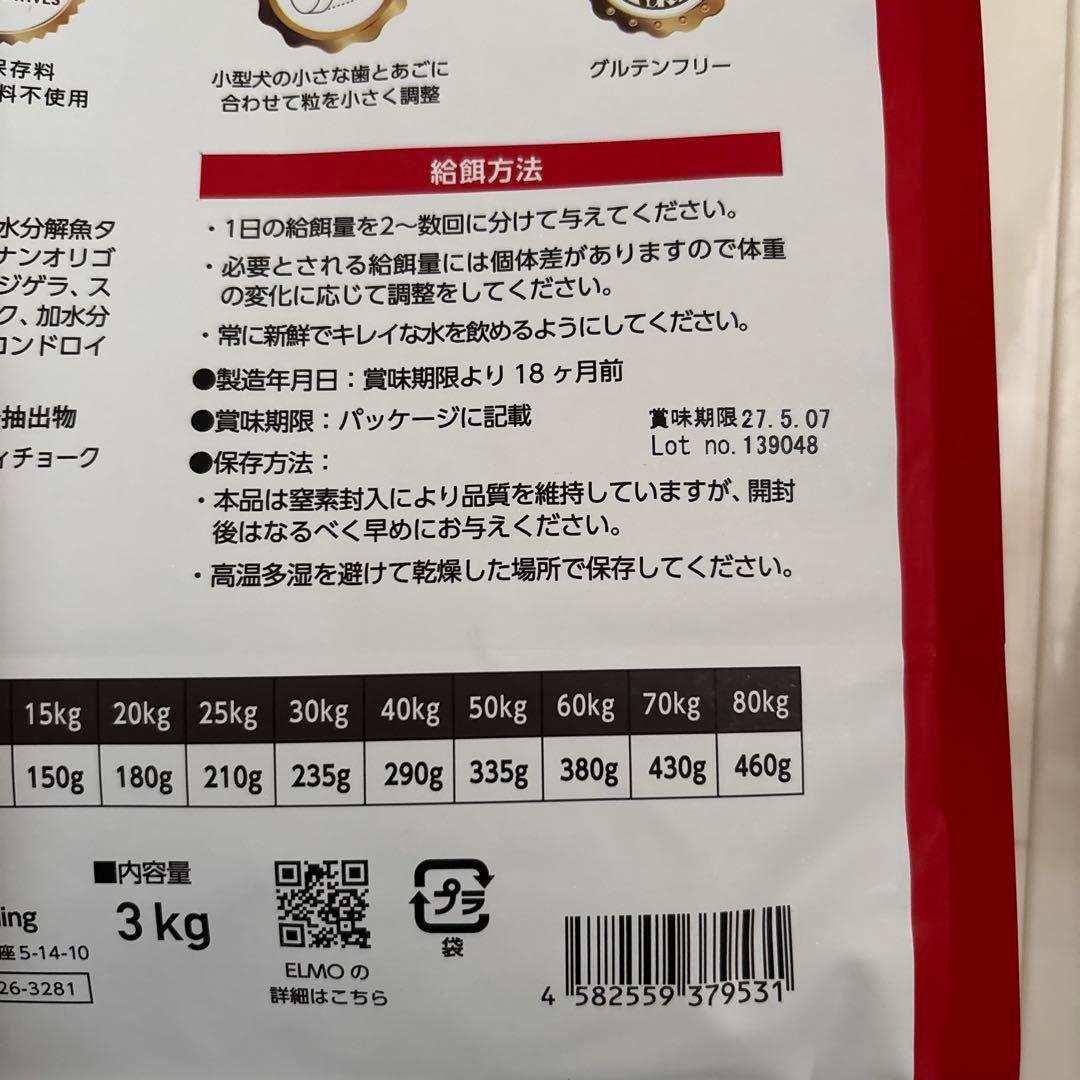 保存料
料不使用
小型犬の小さな歯とあごに
合わせて粒を小さく調整
グルテンフリー
給餌方法
・1日の給餌量を2〜数回に分けて与えてください。
・必要とされる給餌量には個体差がありますので体重
の変化に応じて調整をしてください。
・常に新鮮でキレイな水を飲めるようにしてください。
●製造年月日：賞味期限より 18 ヶ月前
●賞味期限：パッケージに記載
賞味期限27.5.07
Lot no.139048
●保存方法：
・本品は窒素封入により品質を維持していますが、開封
後はなるべく早めにお与えください。
・高温多湿を避けて乾燥した場所で保存してください。
水分解魚タ
ナンオリゴ
ジゲラ、ス
ク、加水分
コンドロイ
抽出物
ィチョーク
15kg 20kg 25kg 30kg 40kg 50kg 60kg 70kg 80kg
150g 180g 210g 235g 290g 335g 380g 430g 460g
■内容量
3kg
ing
座5-14-10
26-3281
ELMOの
詳細はこちら
プラ
袋
4 582559 379531